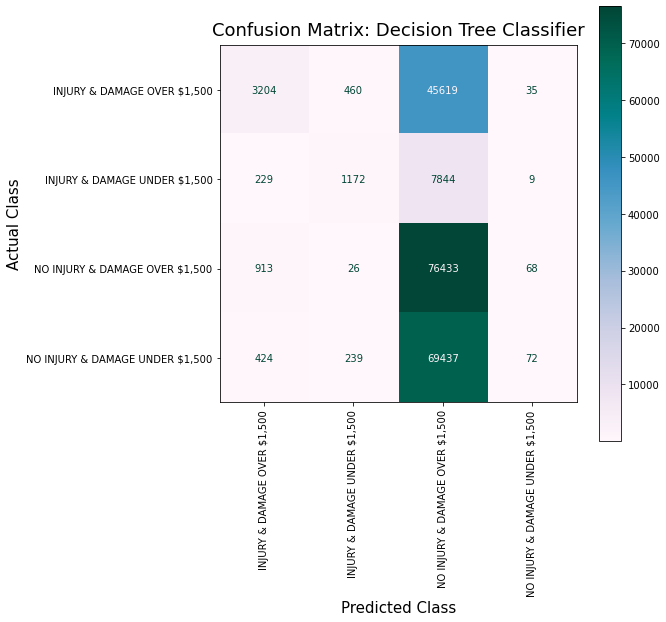 Confusion Matrix: Decision Tree Classifier
Actual Class
INJURY & DAMAGE OVER $1,500
3204 460 45619 35
INJURY & DAMAGE UNDER $1,500
229 1172 7844 9
NO INJURY & DAMAGE OVER $1,500
913 26 76433 68
NO INJURY & DAMAGE UNDER $1,500
424 239 69437 72
INJURY & DAMAGE OVER $1,500
INJURY & DAMAGE UNDER $1,500
NO INJURY & DAMAGE OVER $1,500
NO INJURY & DAMAGE UNDER $1,500
Predicted Class
70000
60000
50000
40000
30000
20000
10000